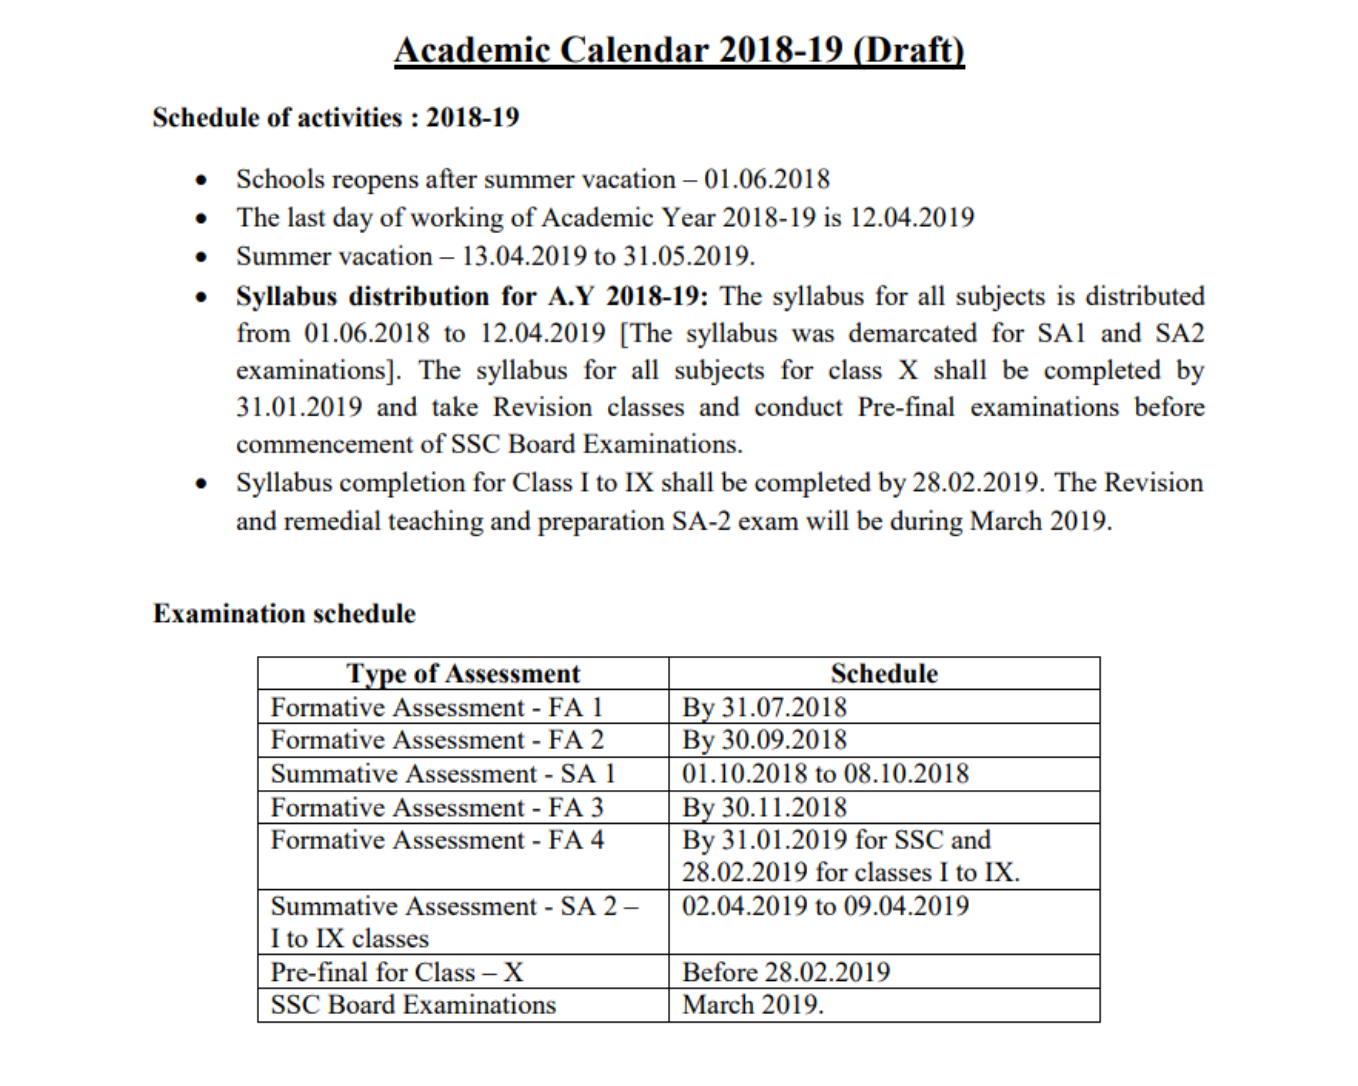 Academic Calendar 2018-19 (Draft)
Schedule of activities : 2018-19
• Schools reopens after summer vacation – 01.06.2018
• The last day of working of Academic Year 2018-19 is 12.04.2019
• Summer vacation – 13.04.2019 to 31.05.2019.
• Syllabus distribution for A.Y 2018-19: The syllabus for all subjects is distributed
from 01.06.2018 to 12.04.2019 [The syllabus was demarcated for SA1 and SA2
examinations]. The syllabus for all subjects for class X shall be completed by
31.01.2019 and take Revision classes and conduct Pre-final examinations before
commencement of SSC Board Examinations.
• Syllabus completion for Class I to IX shall be completed by 28.02.2019. The Revision
and remedial teaching and preparation SA-2 exam will be during March 2019.
Examination schedule
Type of Assessment Schedule
Formative Assessment - FA 1 By 31.07.2018
Formative Assessment - FA 2 By 30.09.2018
Summative Assessment - SA 1 01.10.2018 to 08.10.2018
Formative Assessment - FA 3 By 30.11.2018
Formative Assessment - FA 4 By 31.01.2019 for SSC and
28.02.2019 for classes I to IX.
Summative Assessment - SA 2 – 02.04.2019 to 09.04.2019
I to IX classes
Pre-final for Class – X Before 28.02.2019
SSC Board Examinations March 2019.